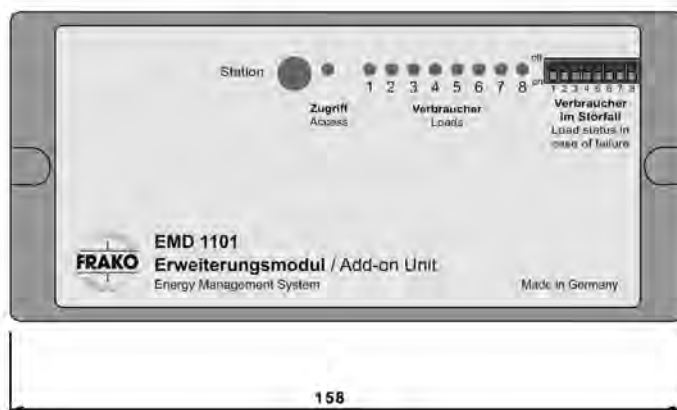 Station
off
on
1 2 3 4 5 6 7 8
1 2 3 4 5 6 7 8
Zugriff
Access
Verbraucher
Loads
Verbraucher
im Störfall
Load status in
case of failure
FRAKO
EMD 1101
Erweiterungsmodul / Add-on Unit
Energy Management System
Made in Germany
158